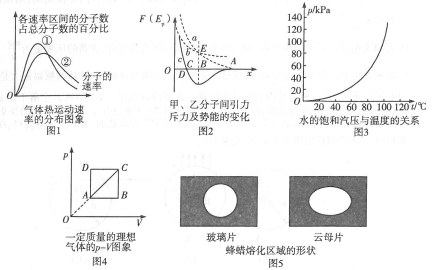 各速率区间的分子数
占总分子数的百分比
①
②
分子的
速率
O
气体热运动速
率的分布图象
图1
F(Eₚ)
a
b
E
c
A
O
D
C
B
x
甲、乙分子间引力
斥力及势能的变化
图2
p/kPa
140
120
100
80
60
40
20
0
20
40
60
80
100
120
t/℃
水的饱和汽压与温度的关系
图3
p
D
C
A
B
O
V
一定质量的理想
气体的p-V图象
图4
玻璃片
云母片
蜂蜡熔化区域的形状
图5